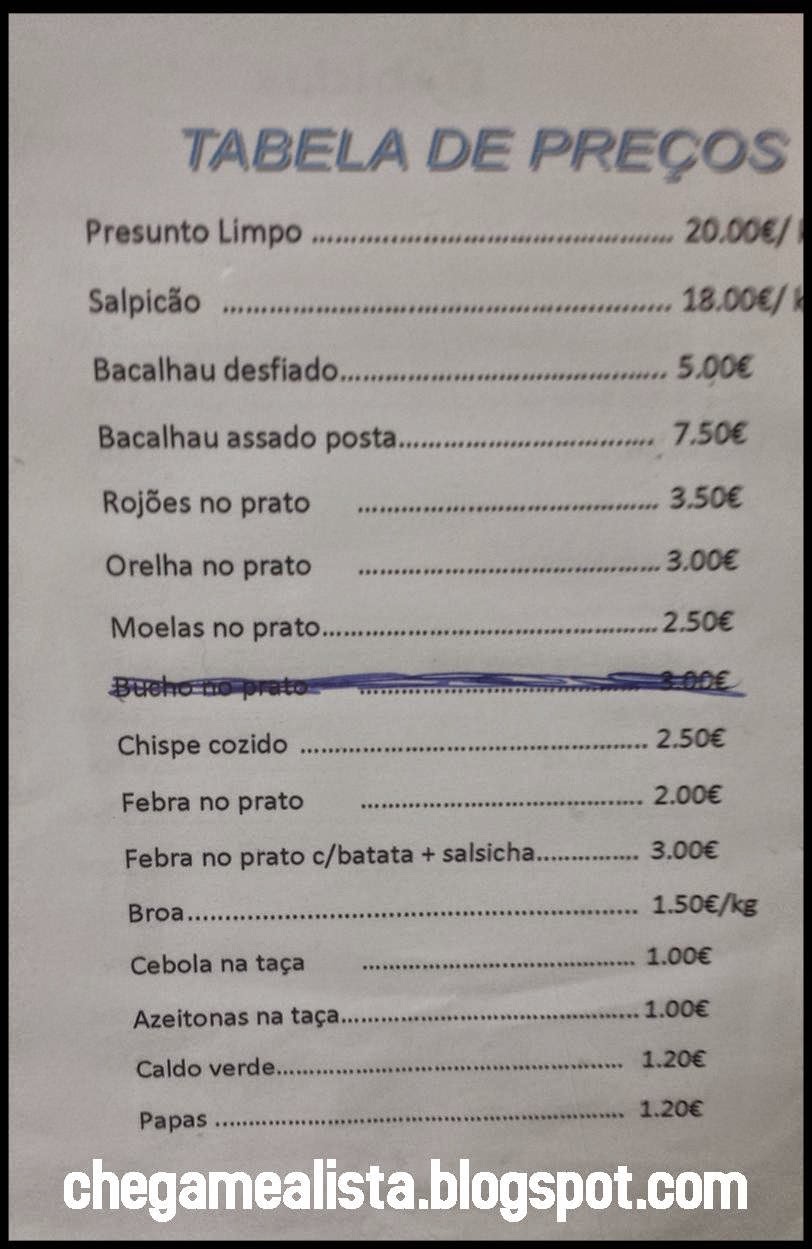 TABELA DE PREÇOS
Presunto Limpo ............................................ 20.00€/
Salpicão ...................................................... 18.00€/ k
Bacalhau desfiado........................................ 5.00€
Bacalhau assado posta................................ 7.50€
Rojões no prato ...................................... 3.50€
Orelha no prato ...................................... 3.00€
Moelas no prato.......................................... 2.50€
Bucho no prato ...................................... 3.00€
Chispe cozido ............................................. 2.50€
Febra no prato ...................................... 2.00€
Febra no prato c/batata + salsicha............... 3.00€
Broa............................................................ 1.50€/kg
Cebola na taça ...................................... 1.00€
Azeitonas na taça........................................ 1.00€
Caldo verde................................................. 1.20€
Papas .......................................................... 1.20€
chegamealista.blogspot.com